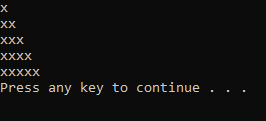 x
xx
xxx
xxxx
xxxxx
Press any key to continue . . .